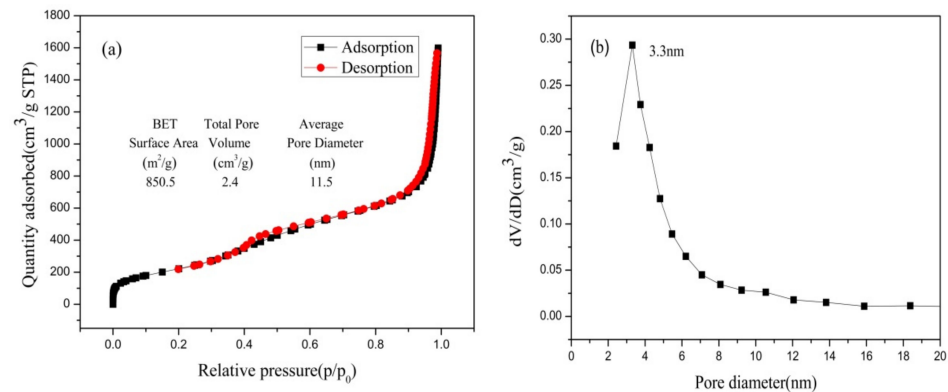 (a)
Adsorption
Desorption
BET Total Pore Average
Surface Area Volume Pore Diameter
(m²/g) (cm³/g) (nm)
850.5 2.4 11.5
1800
1600
1400
1200
1000
800
600
400
200
0
Quantity adsorbed(cm³/g STP)
0.0 0.2 0.4 0.6 0.8 1.0
Relative pressure(p/p₀)
(b)
3.3nm
0.30
0.25
0.20
0.15
0.10
0.05
0.00
dV/dD(cm³/g)
0 2 4 6 8 10 12 14 16 18 20
Pore diameter(nm)